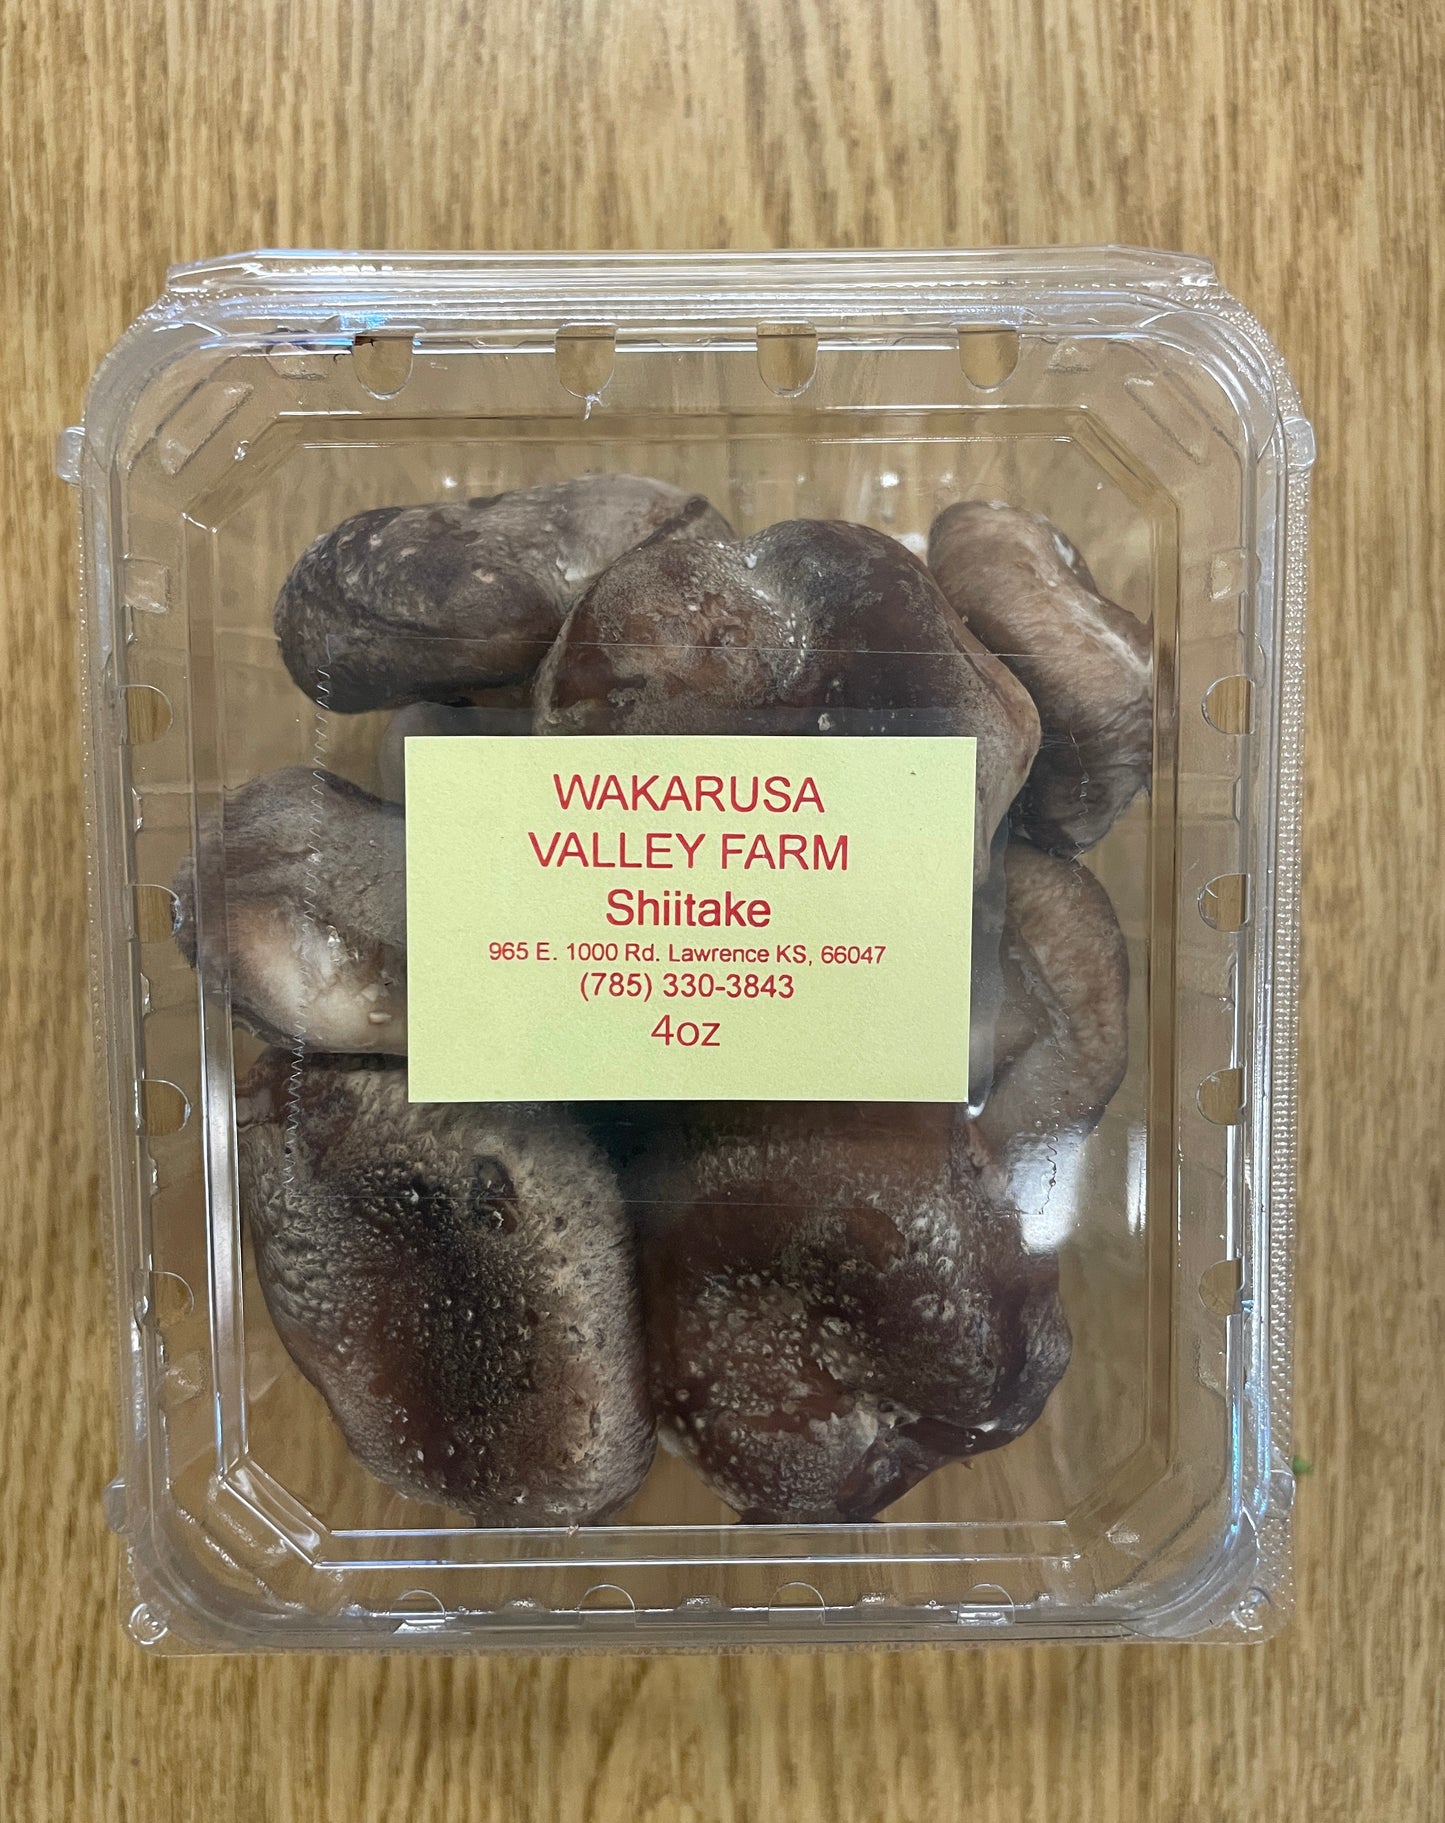 WAKARUSA
VALLEY FARM
Shiitake
965 E. 1000 Rd. Lawrence KS, 66047
(785) 330-3843
4oz